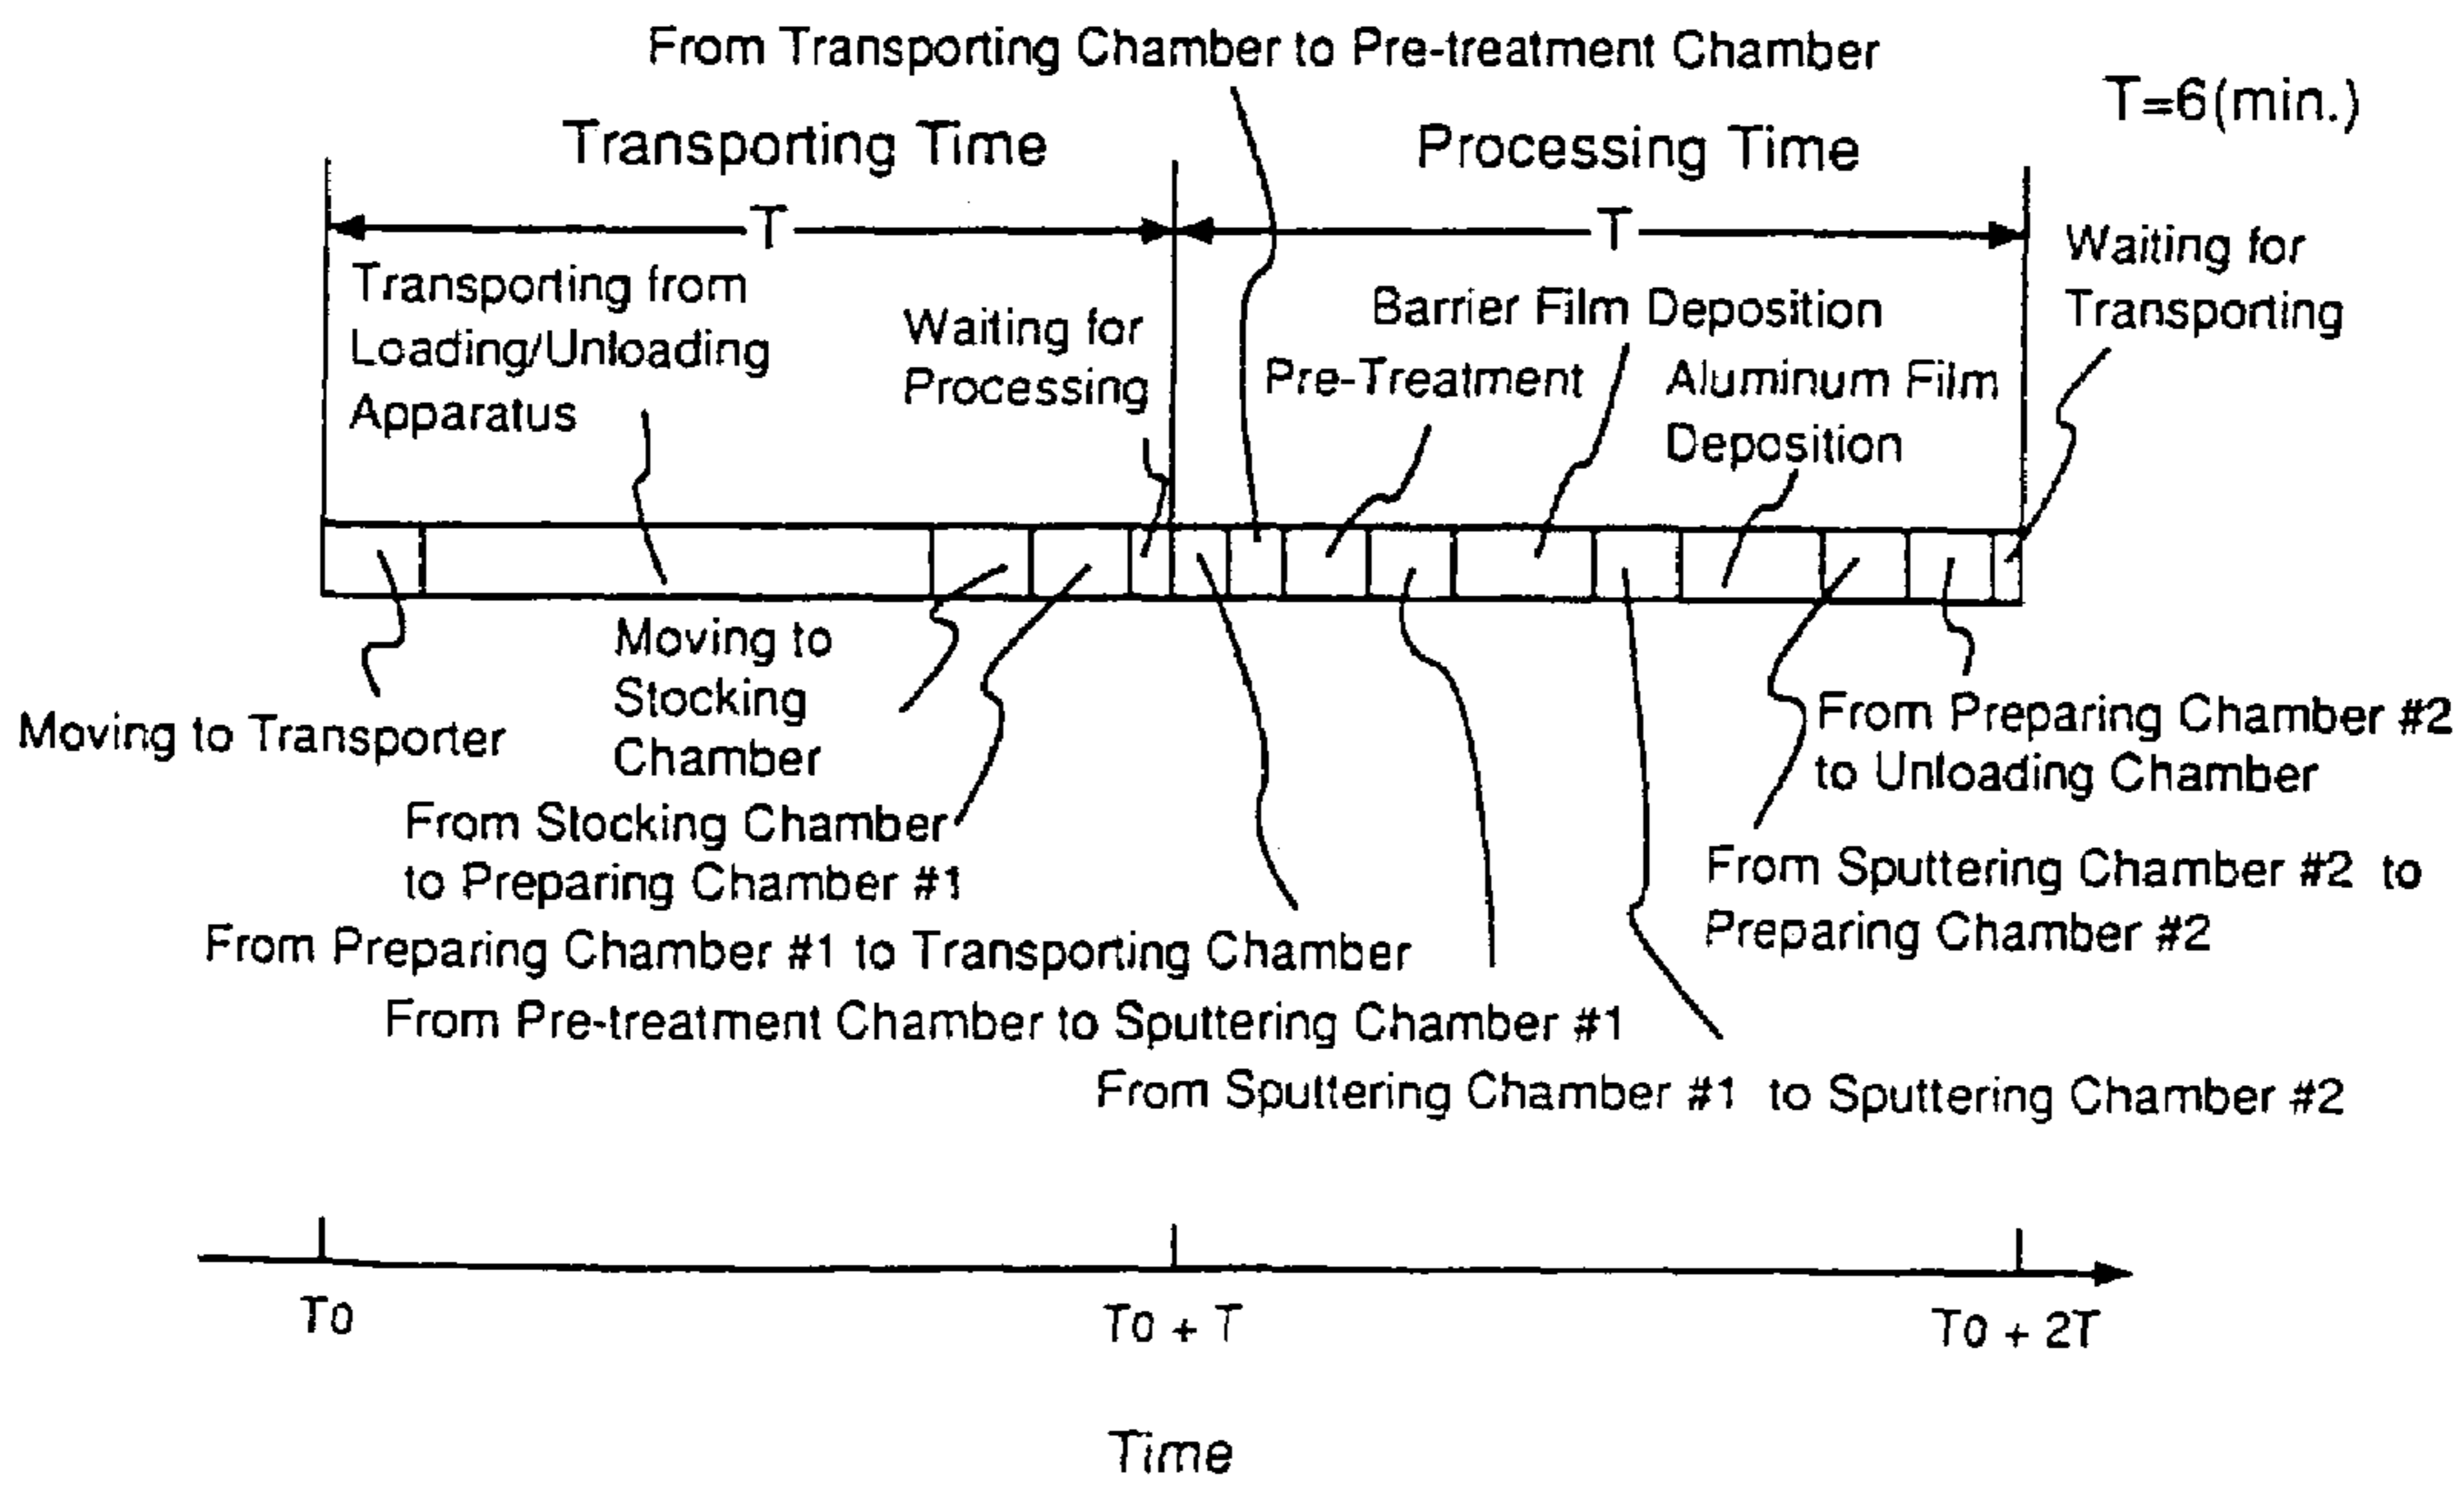 From Transporting Chamber to Pre-treatment Chamber
T=6(min.)
Transporting Time
Processing Time
T
T
Transporting from
Loading/Unloading
Apparatus
Waiting for
Processing
Barrier Film Deposition
Pre-Treatment
Aluminum Film
Deposition
Waiting for
Transporting
Moving to Transporter
Moving to
Stocking
Chamber
From Stocking Chamber
to Preparing Chamber #1
From Preparing Chamber #1 to Transporting Chamber
From Pre-treatment Chamber to Sputtering Chamber #1
From Sputtering Chamber #1 to Sputtering Chamber #2
From Preparing Chamber #2
to Unloading Chamber
From Sputtering Chamber #2 to
Preparing Chamber #2
To
To + T
To + 2T
Time